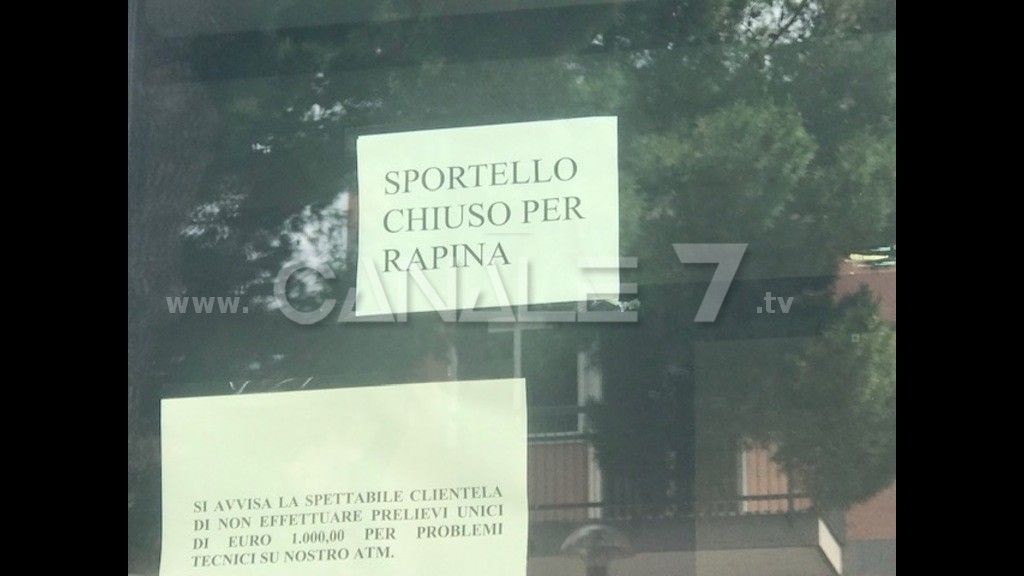 SPORTELLO
CHIUSO PER
RAPINA
www. CANALE 7 .tv
SI AVVISA LA SPETTABILE CLIENTELA
DI NON EFFETTUARE PRELIEVI UNICI
DI EURO 1.000,00 PER PROBLEMI
TECNICI SU NOSTRO ATM.